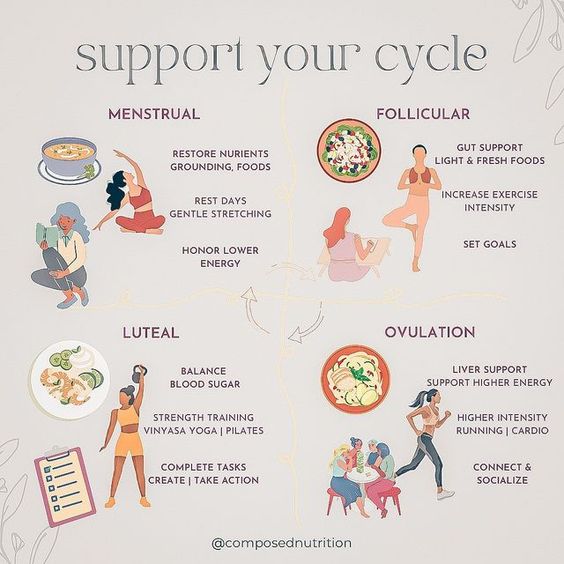 support your cycle
MENSTRUAL
RESTORE NURIENTS
GROUNDING, FOODS
REST DAYS
GENTLE STRETCHING
HONOR LOWER
ENERGY
FOLLICULAR
GUT SUPPORT
LIGHT & FRESH FOODS
INCREASE EXERCISE
INTENSITY
SET GOALS
LUTEAL
BALANCE
BLOOD SUGAR
STRENGTH TRAINING
VINYASA YOGA | PILATES
COMPLETE TASKS
CREATE | TAKE ACTION
OVULATION
LIVER SUPPORT
SUPPORT HIGHER ENERGY
HIGHER INTENSITY
RUNNING | CARDIO
CONNECT &
SOCIALIZE
@composednutrition